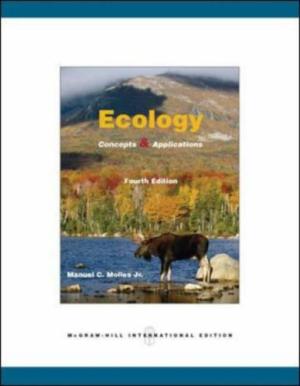 Ecology
Concepts & Applications
Fourth Edition
Manuel C. Molles Jr.
McGRAW-HILL INTERNATIONAL EDITION